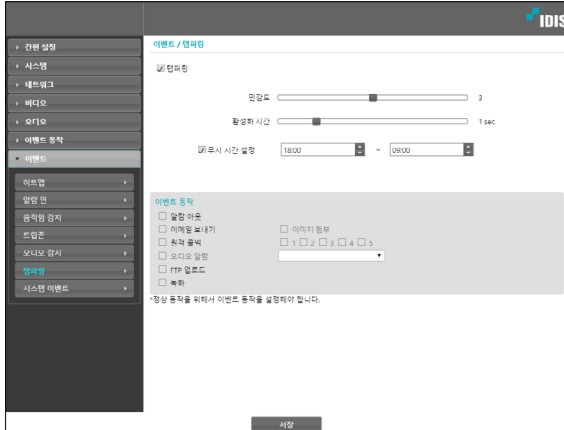 IDIS
간편 설정
시스템
네트워크
비디오
오디오
이벤트 동작
이벤트
히트맵
알람 인
움직임 감지
트립존
오디오 감지
탬퍼링
시스템 이벤트
이벤트 / 탬퍼링
탬퍼링
민감도 3
활성화 시간 1 sec.
무시 시간 설정 18:00 ~ 09:00
이벤트 동작
알람 아웃
이메일 보내기 이미지 첨부
원격 콜백 1 2 3 4 5
오디오 알람
FTP 업로드
녹화
*정상 동작을 위해서 이벤트 동작을 설정해야 합니다.
저장